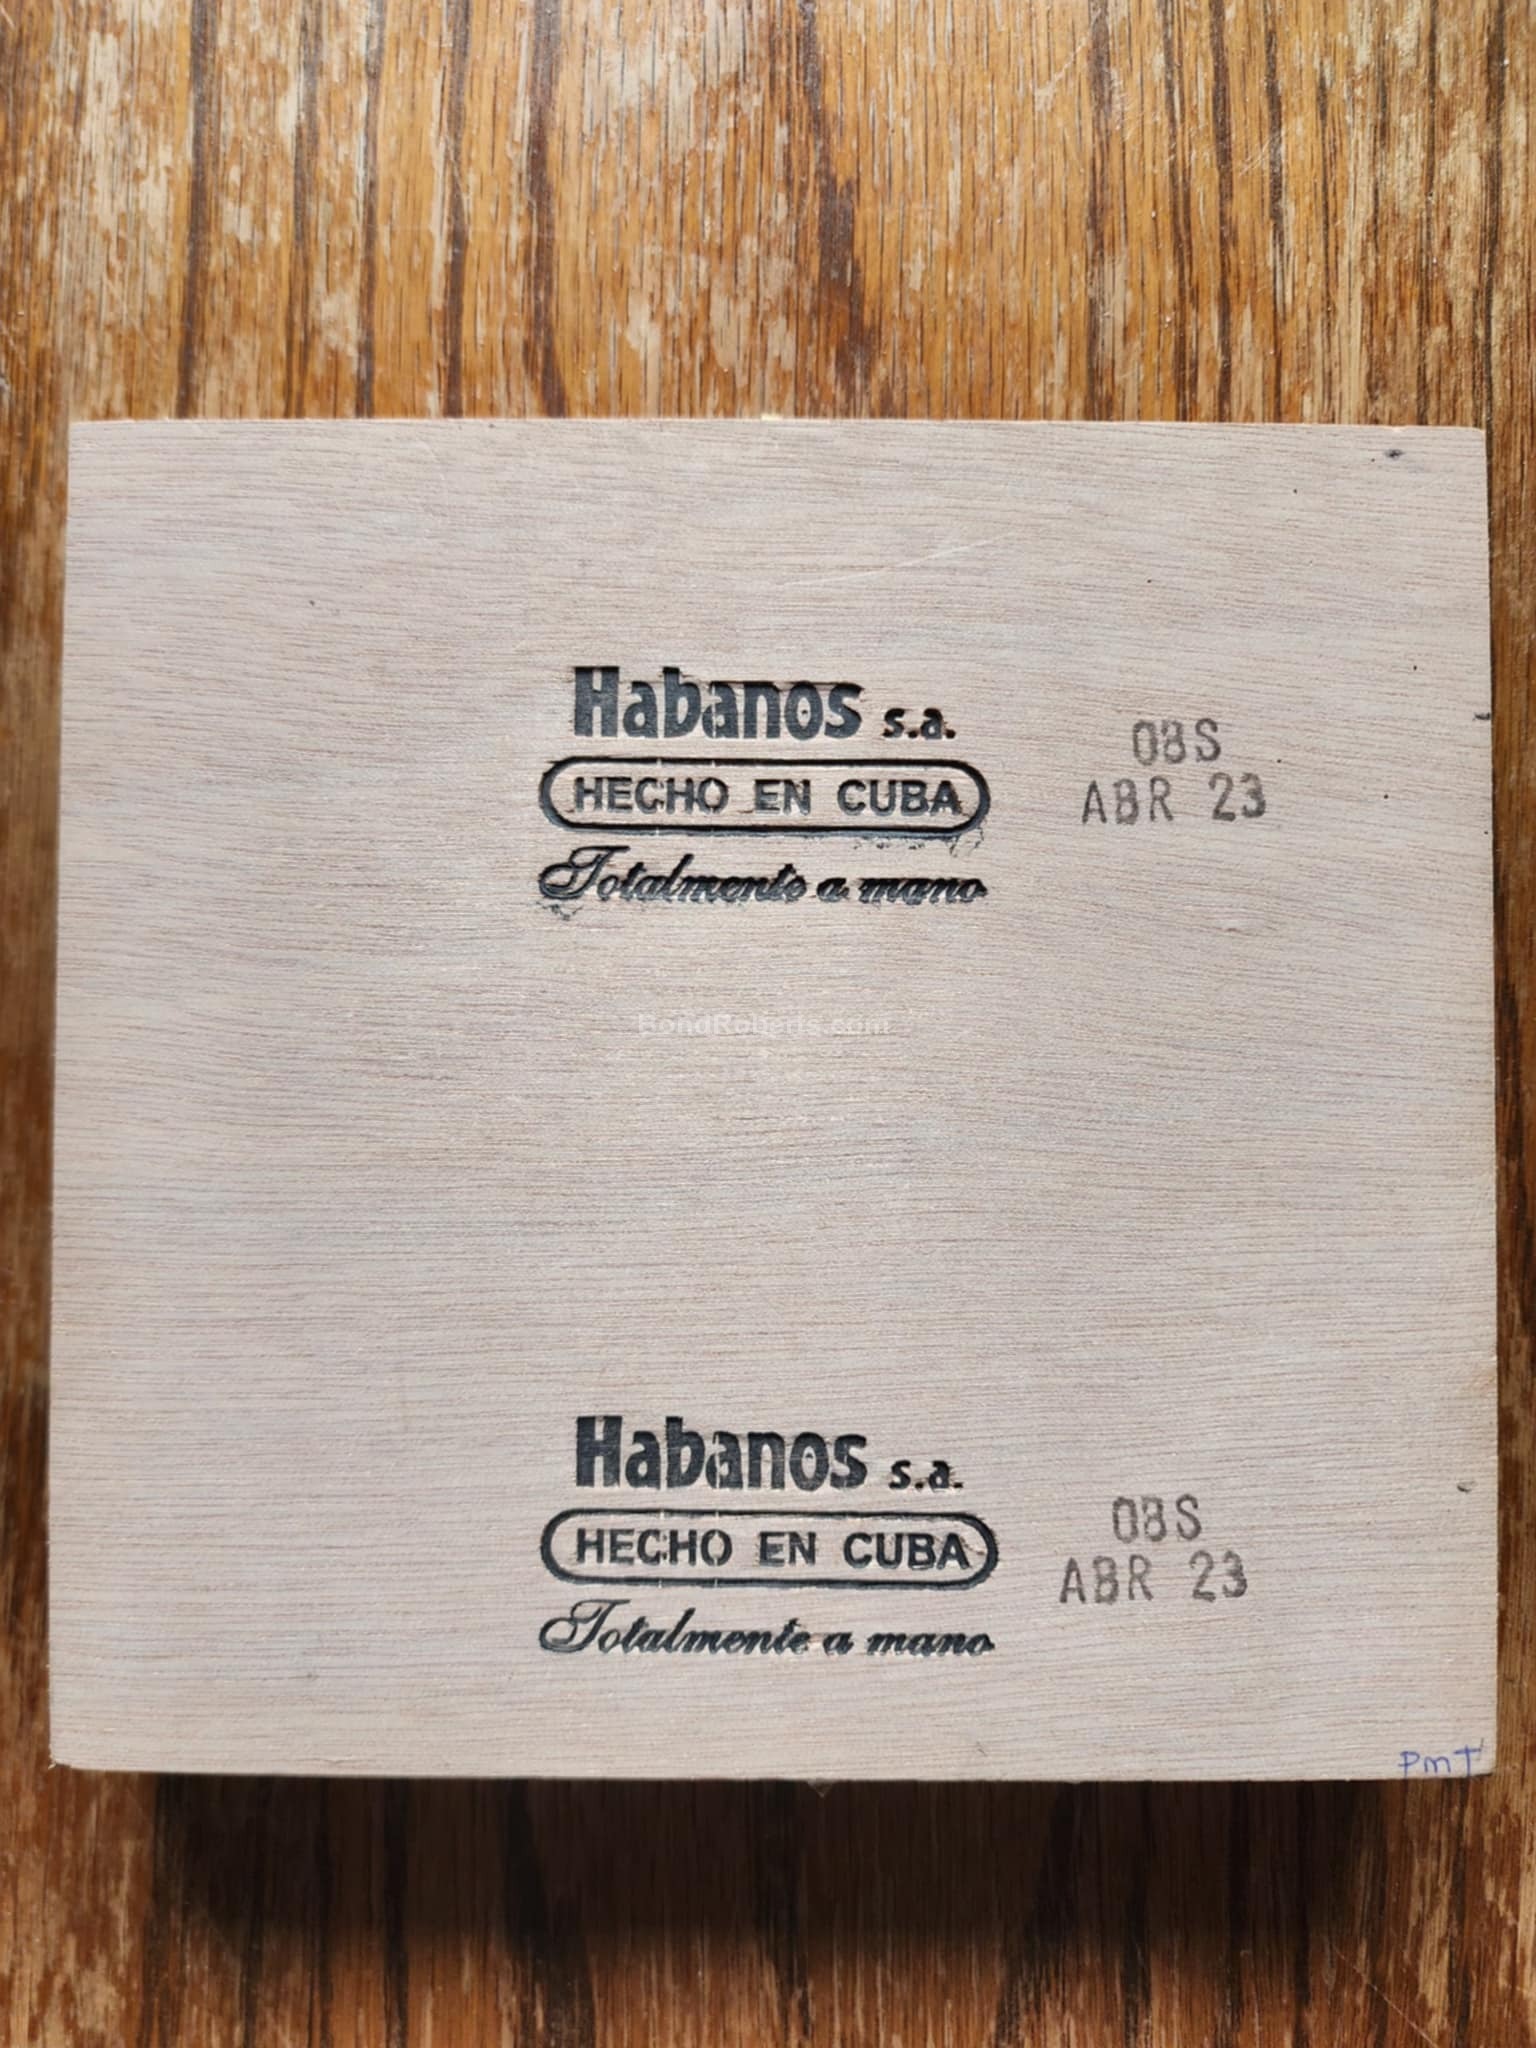 Habanos s.a.
HECHO EN CUBA
Totalmente a mano
OBS
ABR 23
BondRoberts.com
Habanos s.a.
HECHO EN CUBA
Totalmente a mano
OBS
ABR 23
PMT